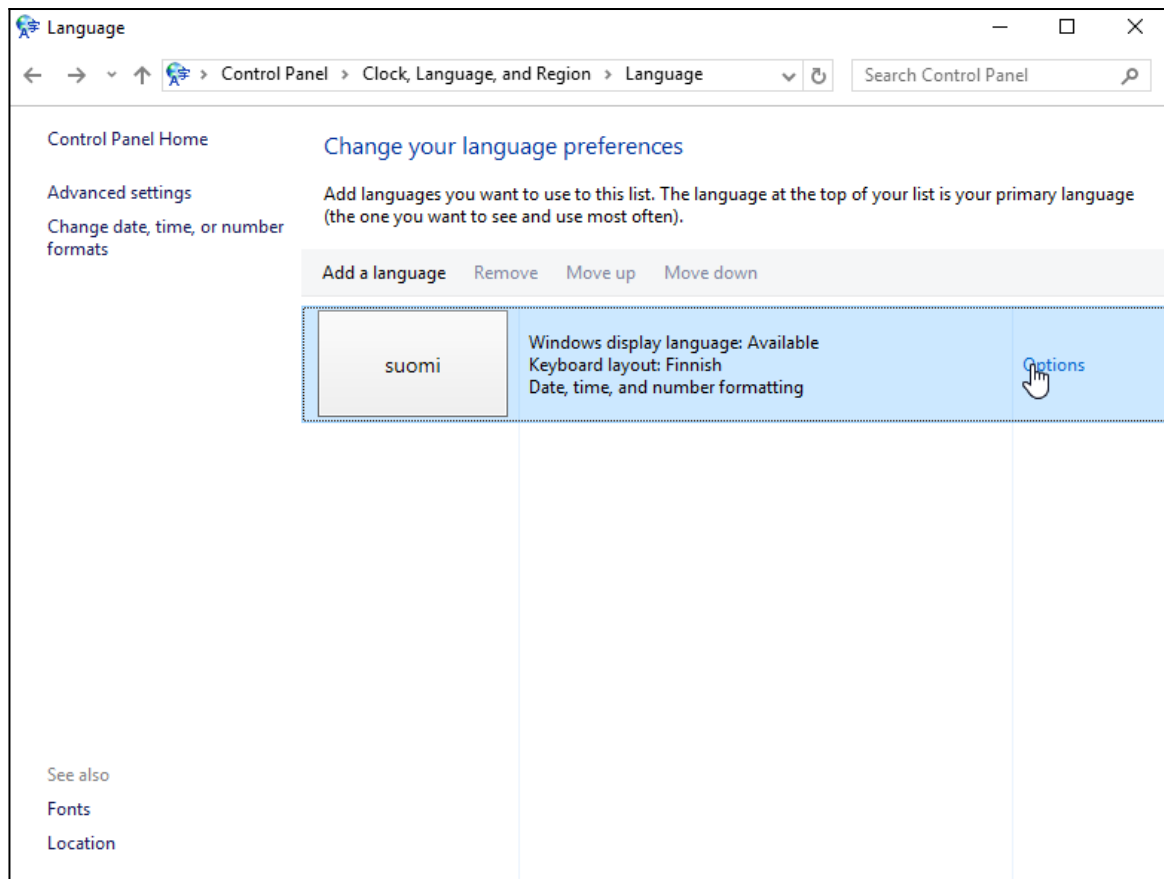 Language
Control Panel > Clock, Language, and Region > Language
Search Control Panel
Control Panel Home
Advanced settings
Change date, time, or number
formats
Change your language preferences
Add languages you want to use to this list. The language at the top of your list is your primary language
(the one you want to see and use most often).
Add a language Remove Move up Move down
suomi
Windows display language: Available
Keyboard layout: Finnish
Date, time, and number formatting
Options
See also
Fonts
Location